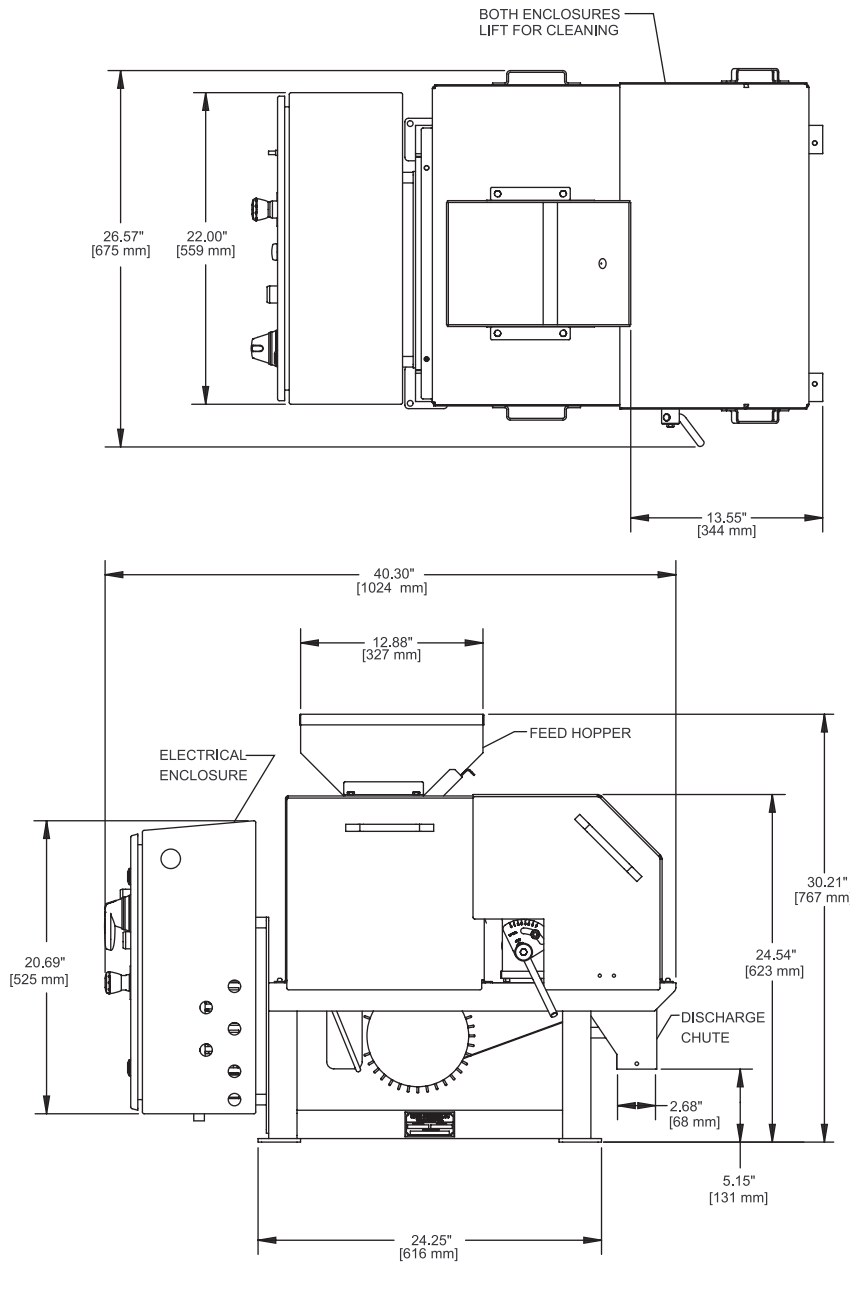 BOTH ENCLOSURES
LIFT FOR CLEANING
26.57"
[675 mm]
22.00"
[559 mm]
13.55"
[344 mm]
40.30"
[1024 mm]
12.88"
[327 mm]
FEED HOPPER
ELECTRICAL
ENCLOSURE
30.21"
[767 mm
24.54"
[623 mm]
20.69"
[525 mm]
DISCHARGE
CHUTE
2.68"
[68 mm]
5.15"
[131 mm]
24.25"
[616 mm]